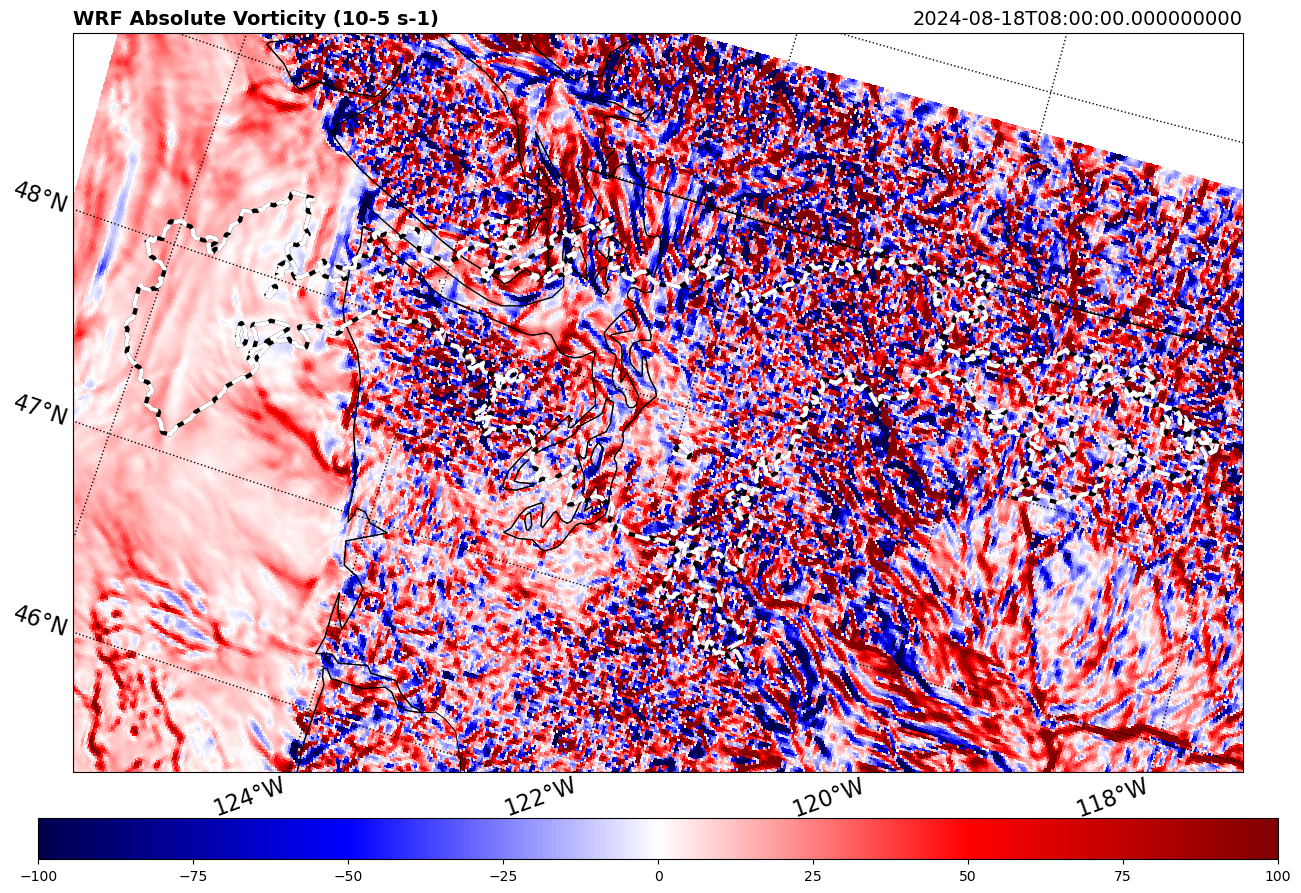 WRF Absolute Vorticity (10-5 s-1)
2024-08-18T08:00:00.000000000
48°N
47°N
46°N
124°W
122°W
120°W
118°W
−100
−75
−50
−25
0
25
50
75
100